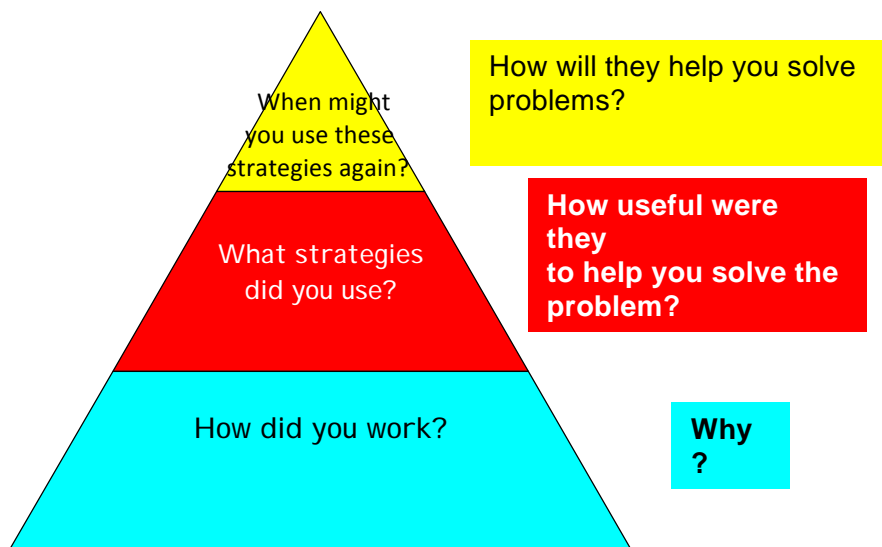 When might
you use these
strategies again?
How will they help you solve
problems?
What strategies
did you use?
How useful were
they
to help you solve the
problem?
How did you work?
Why
?